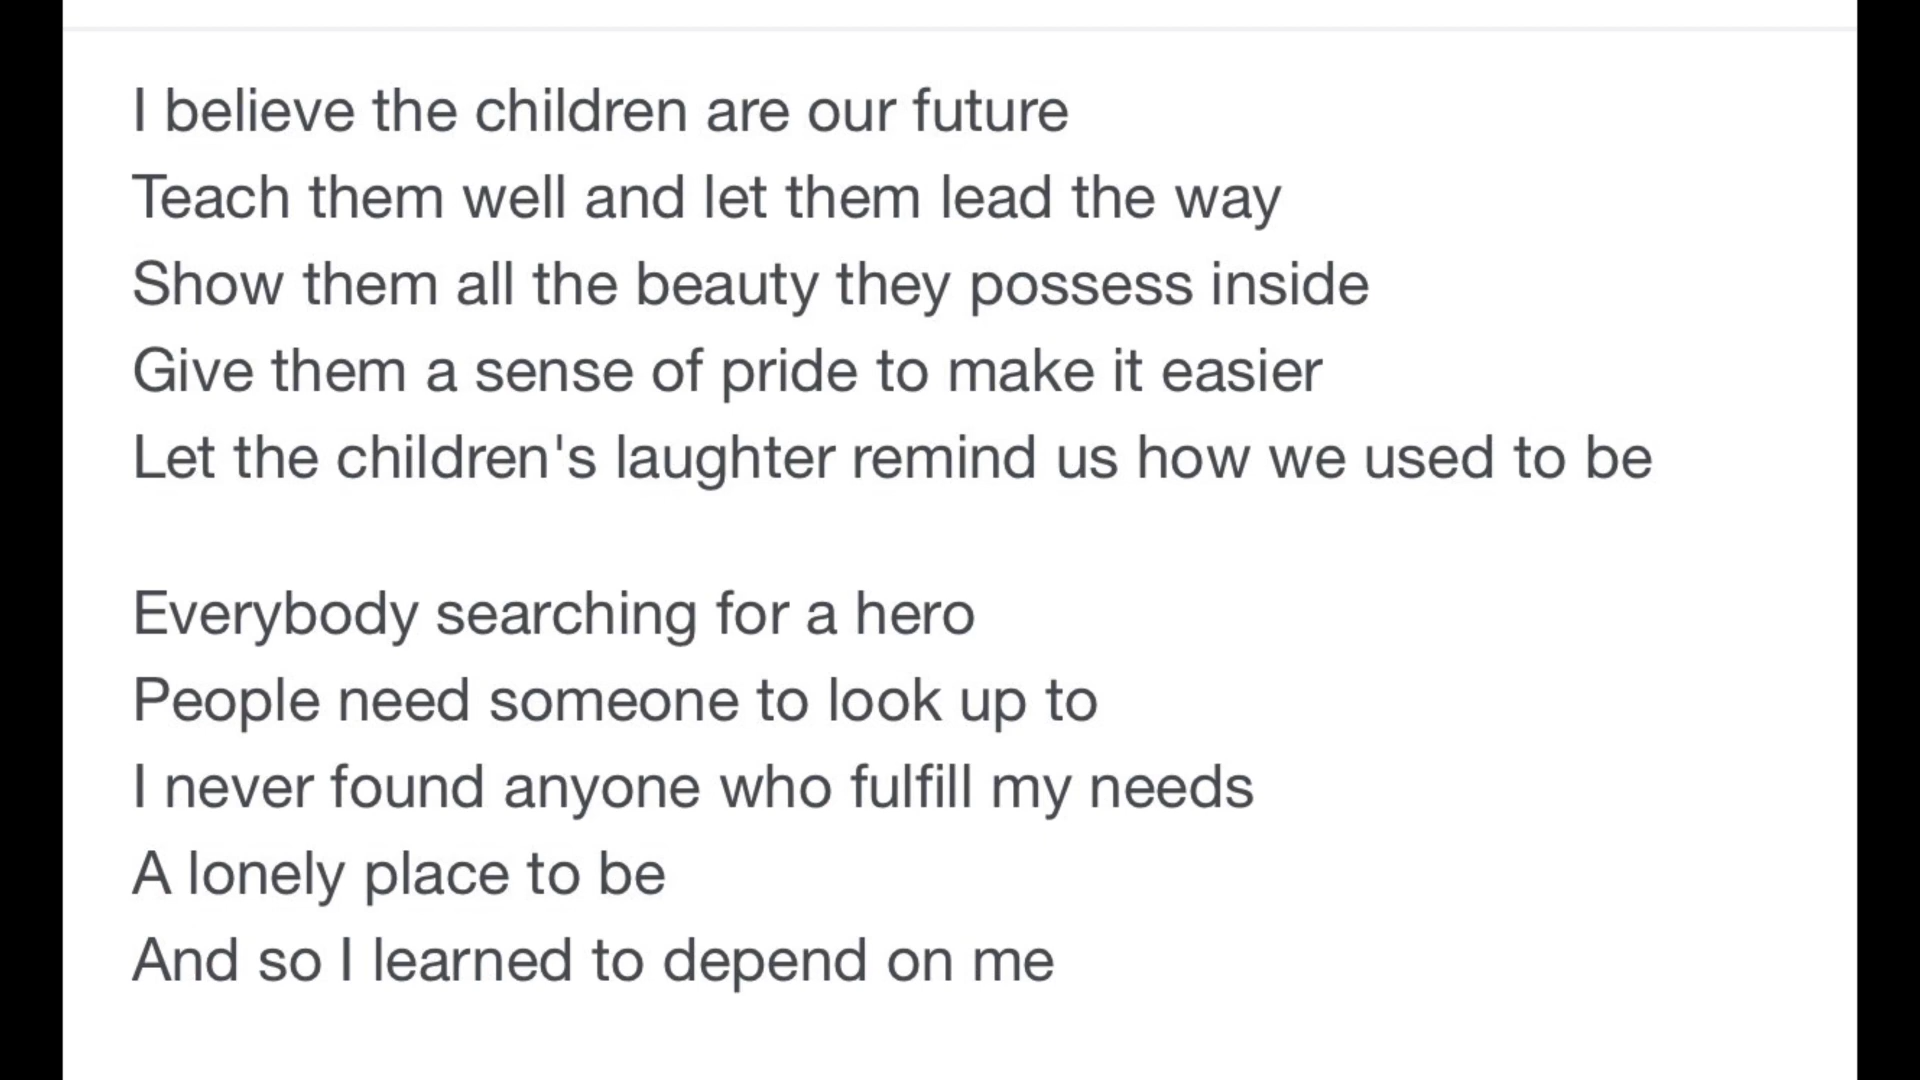 I believe the children are our future
Teach them well and let them lead the way
Show them all the beauty they possess inside
Give them a sense of pride to make it easier
Let the children's laughter remind us how we used to be
Everybody searching for a hero
People need someone to look up to
I never found anyone who fulfill my needs
A lonely place to be
And so I learned to depend on me